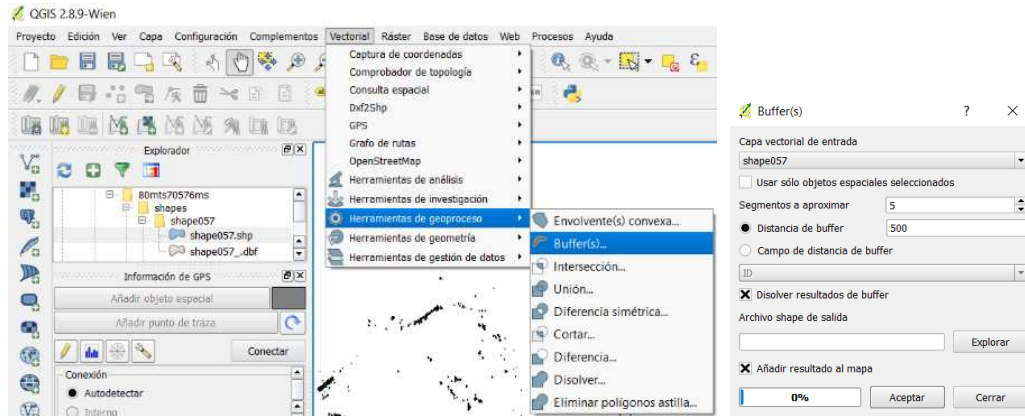 QGIS 2.8.9-Wien
Proyecto Edición Ver Capa Configuración Complementos Vectorial Ráster Base de datos Web Procesos Ayuda
Captura de coordenadas
Comprobador de topología
Consulta espacial
Dxf2Shp
GPS
Grafo de rutas
OpenStreetMap
Herramientas de análisis
Herramientas de investigación
Herramientas de geoproceso
Herramientas de geometría
Herramientas de gestión de datos
Envolvente(s) convexa...
Buffer(s)...
Intersección...
Unión...
Diferencia simétrica...
Cortar...
Diferencia...
Disolver...
Eliminar polígonos astilla...
Explorador
80mts70576ms
shapes
shape057
shape057.shp
shape057_.dbf
Información de GPS
Añadir objeto espacial
Añadir punto de traza
Conectar
Conexión
Autodetectar
Interno
Buffer(s) ? X
Capa vectorial de entrada
shape057
Usar sólo objetos espaciales seleccionados
Segmentos a aproximar 5
Distancia de buffer 500
Campo de distancia de buffer
ID
Disolver resultados de buffer
Archivo shape de salida
Explorar
Añadir resultado al mapa
0% Aceptar Cerrar